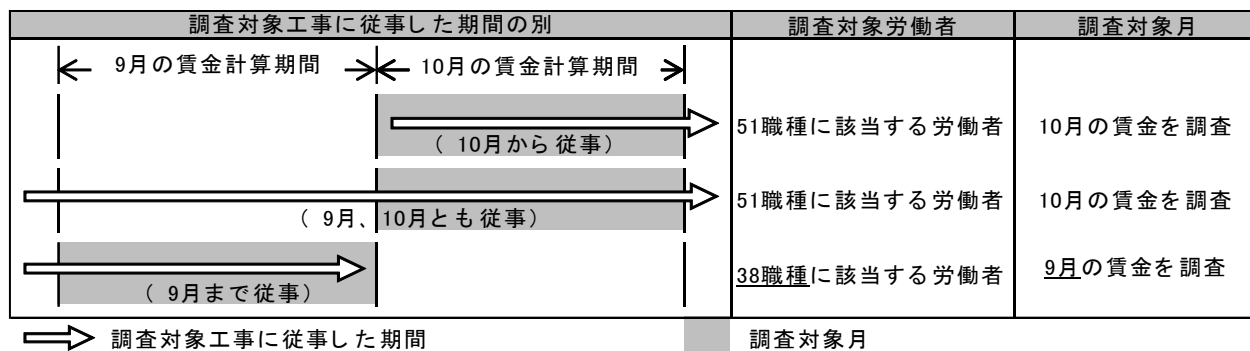 調査対象工事に従事した期間の別 調査対象労働者 調査対象月
9月の賃金計算期間 10月の賃金計算期間
51職種に該当する労働者 10月の賃金を調査
(10月から従事)
51職種に該当する労働者 10月の賃金を調査
(9月、10月とも従事)
38職種に該当する労働者 9月の賃金を調査
(9月まで従事)
調査対象工事に従事した期間 調査対象月